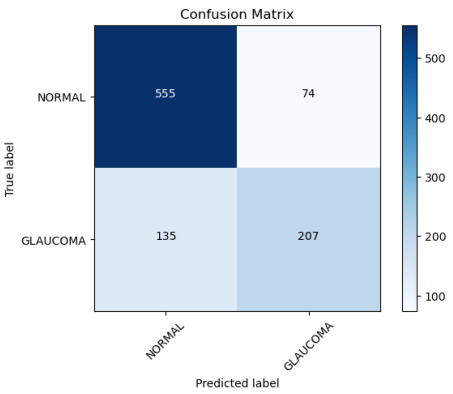 Confusion Matrix
NORMAL
555
74
GLAUCOMA
135
207
True label
NORMAL
GLAUCOMA
Predicted label
500
400
300
200
100